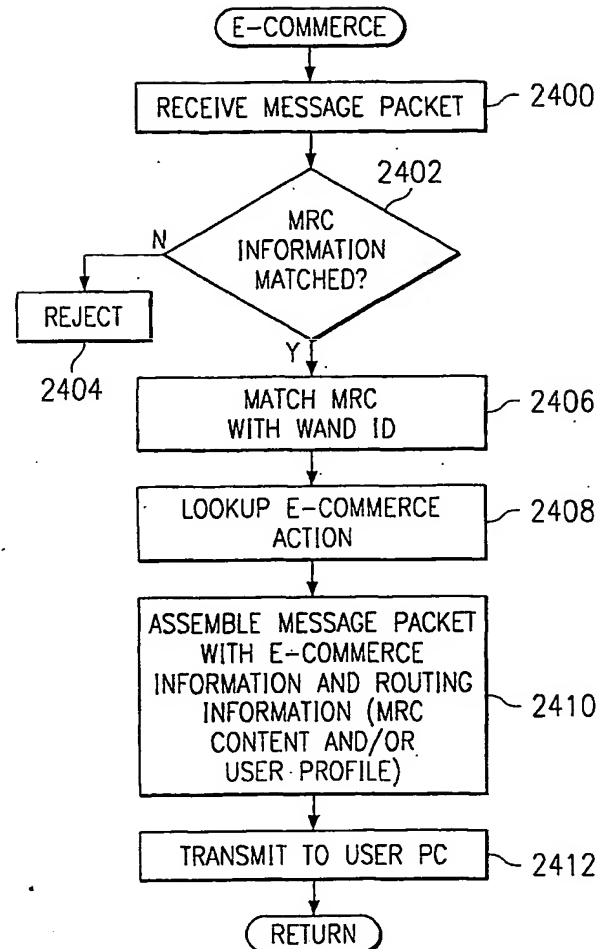 E-COMMERCE
RECEIVE MESSAGE PACKET
2400
2402
MRC
INFORMATION
MATCHED?
N
REJECT
2404
Y
MATCH MRC
WITH WAND ID
2406
LOOKUP E-COMMERCE
ACTION
2408
ASSEMBLE MESSAGE PACKET
WITH E-COMMERCE
INFORMATION AND ROUTING
INFORMATION (MRC
CONTENT AND/OR
USER PROFILE)
2410
TRANSMIT TO USER PC
2412
RETURN